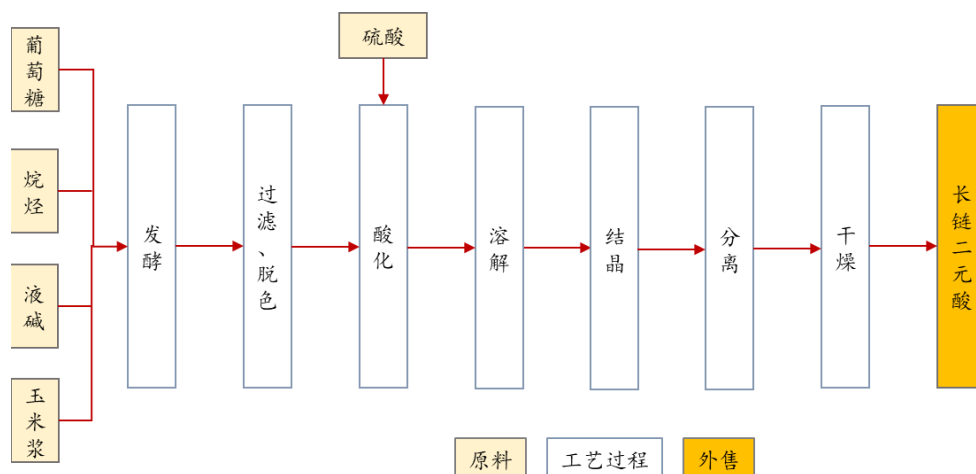 硫酸
葡萄糖
烷烃
液碱
玉米浆
发酵
过滤、脱色
酸化
溶解
结晶
分离
干燥
长链二元酸
原料
工艺过程
外售